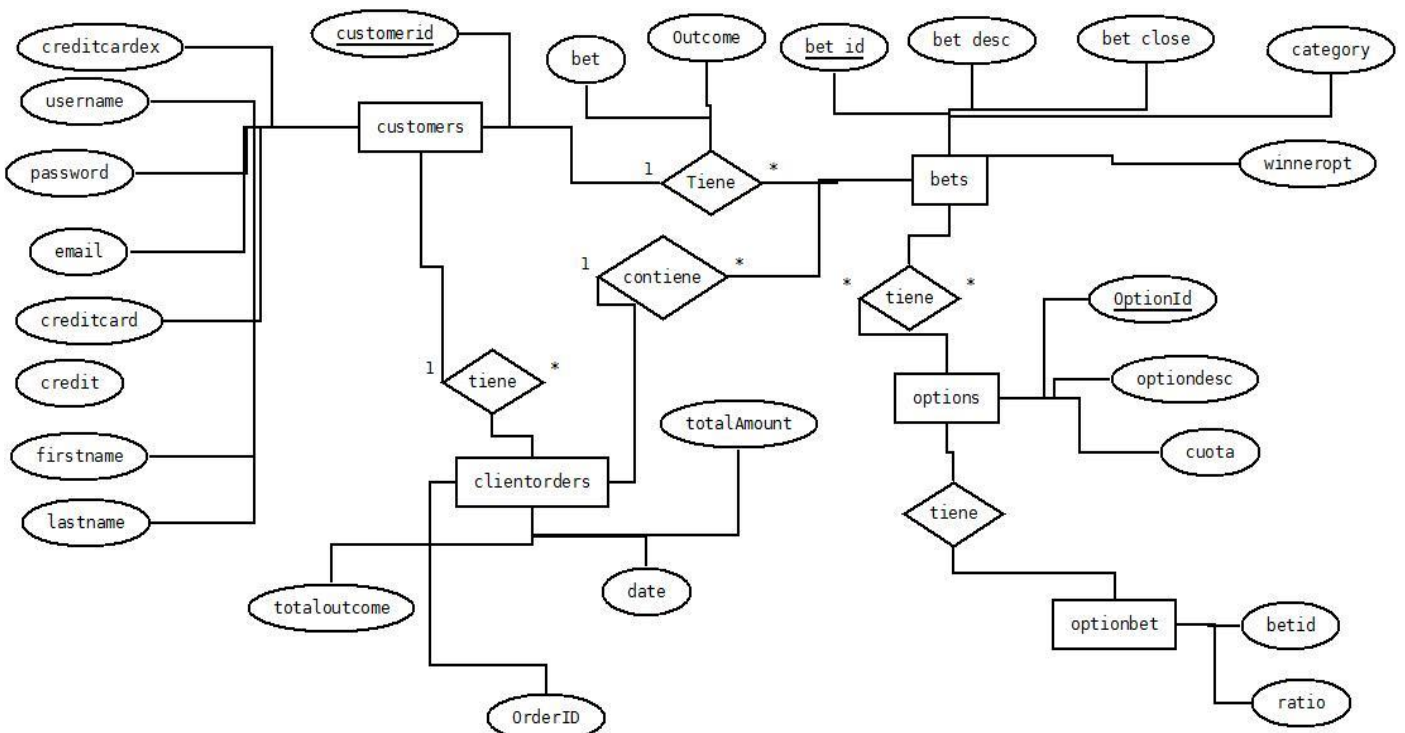 creditcardex
customerid
bet
Outcome
bet id
bet desc
bet close
category
username
customers
password
1
Tiene
*
bets
winneropt
email
1
contiene
*
*
tiene
*
OptionId
creditcard
credit
1
tiene
*
options
optiondesc
totalAmount
cuota
firstname
clientorders
lastname
tiene
totaloutcome
date
optionbet
betid
OrderID
ratio